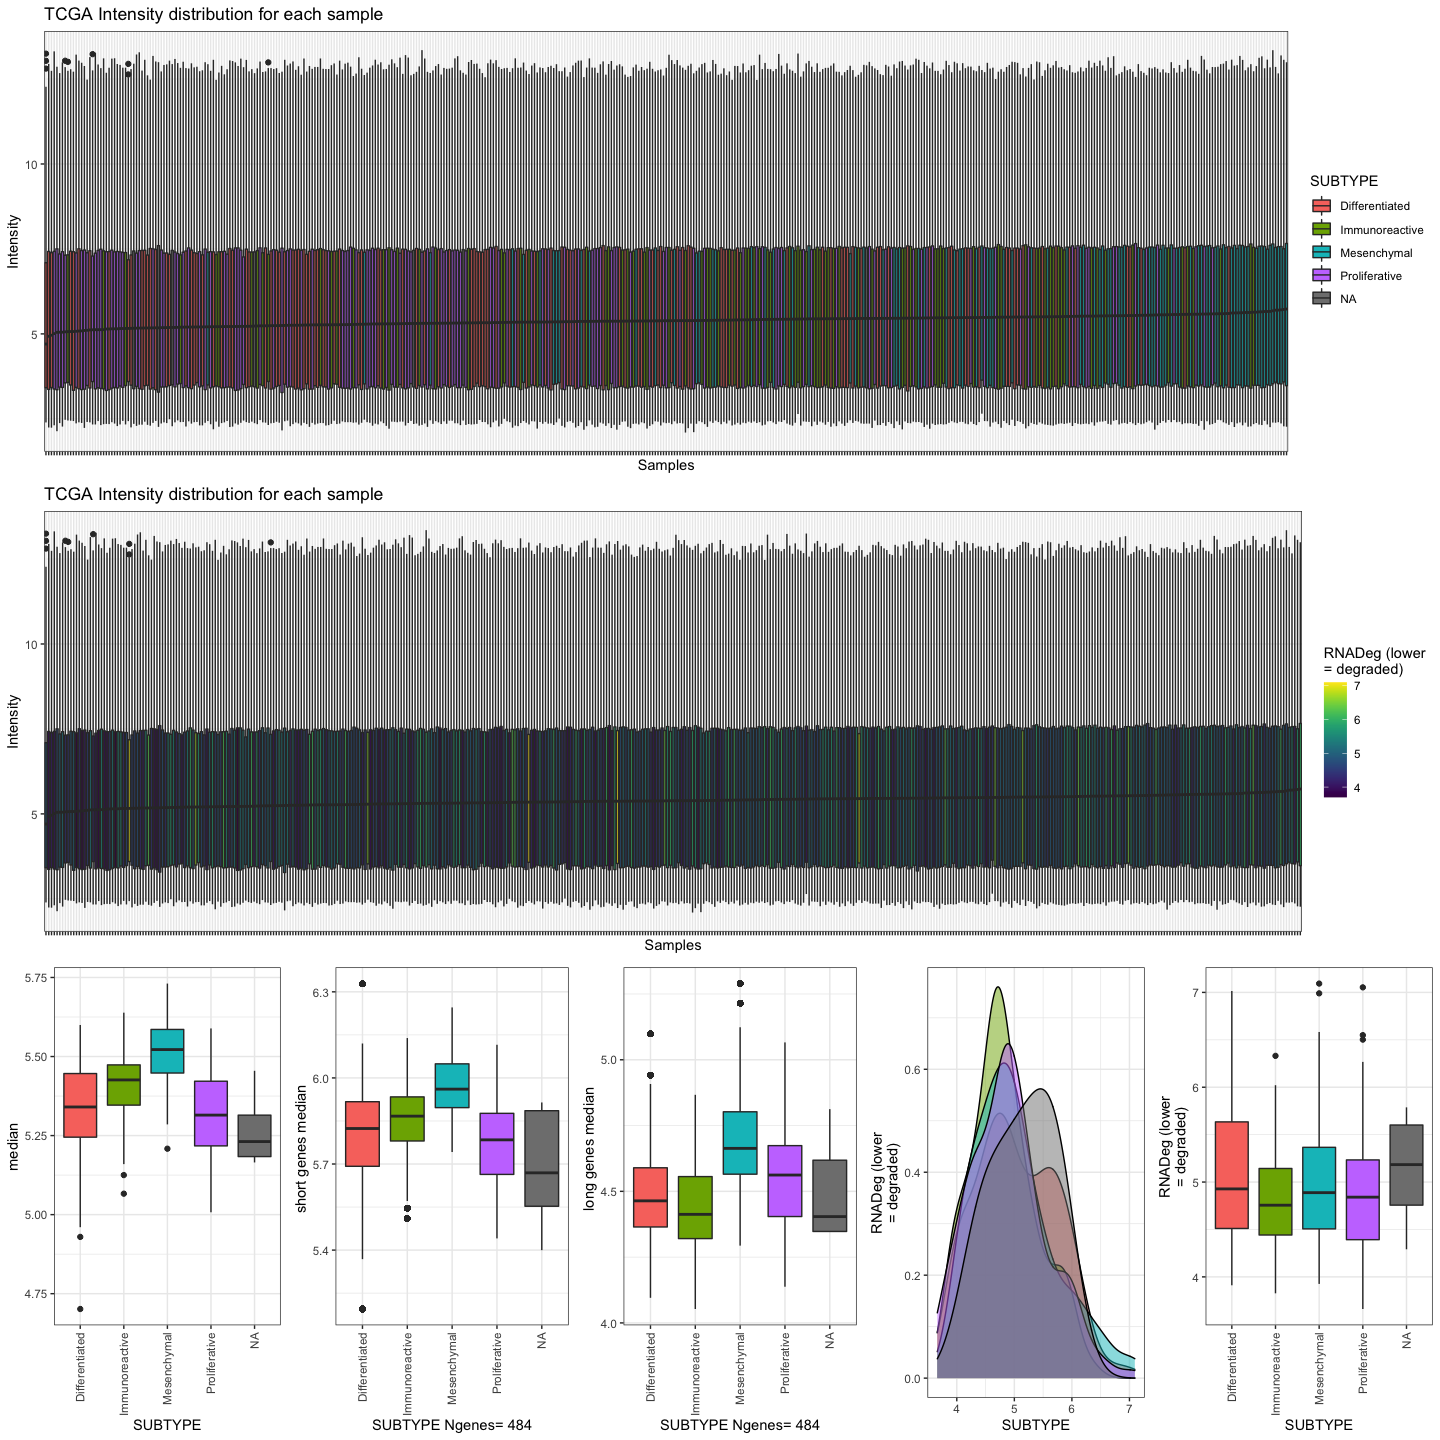 TCGA Intensity distribution for each sample
10
5
Intensity
Samples
SUBTYPE
Differentiated
Immunoreactive
Mesenchymal
Proliferative
NA
TCGA Intensity distribution for each sample
10
5
Intensity
Samples
RNADeg (lower
= degraded)
7
6
5
4
5.75
5.50
5.25
5.00
4.75
median
Differentiated
Immunoreactive
Mesenchymal
Proliferative
NA
SUBTYPE
6.3
6.0
5.7
5.4
short genes median
Differentiated
Immunoreactive
Mesenchymal
Proliferative
NA
SUBTYPE Ngenes= 484
5.0
4.5
4.0
long genes median
Differentiated
Immunoreactive
Mesenchymal
Proliferative
NA
SUBTYPE Ngenes= 484
0.6
0.4
0.2
0.0
RNADeg (lower
= degraded)
4
5
6
7
SUBTYPE
7
6
5
4
RNADeg (lower
= degraded)
Differentiated
Immunoreactive
Mesenchymal
Proliferative
NA
SUBTYPE